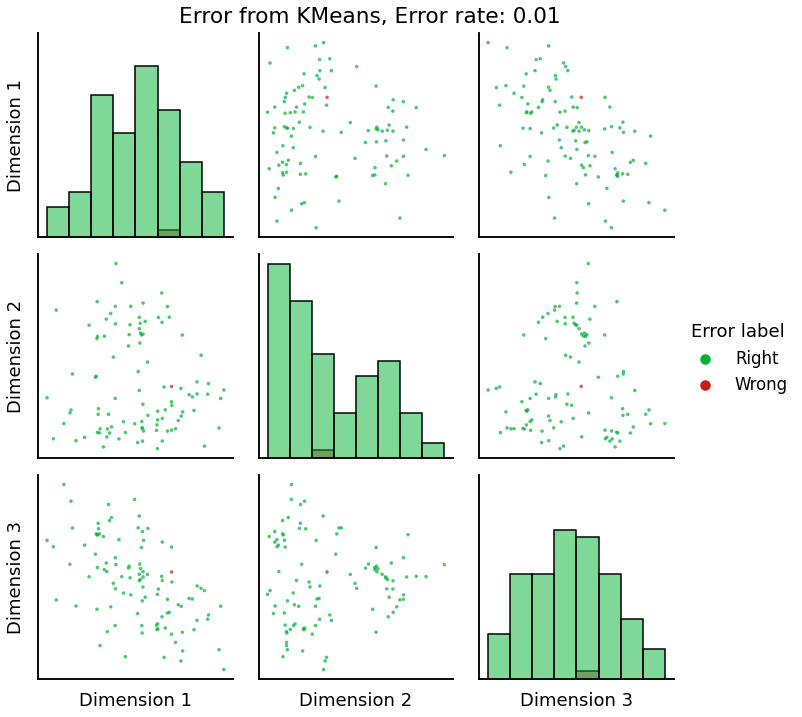 Error from KMeans, Error rate: 0.01
Dimension 1
Dimension 2
Error label
Right
Wrong
Dimension 3
Dimension 1
Dimension 2
Dimension 3